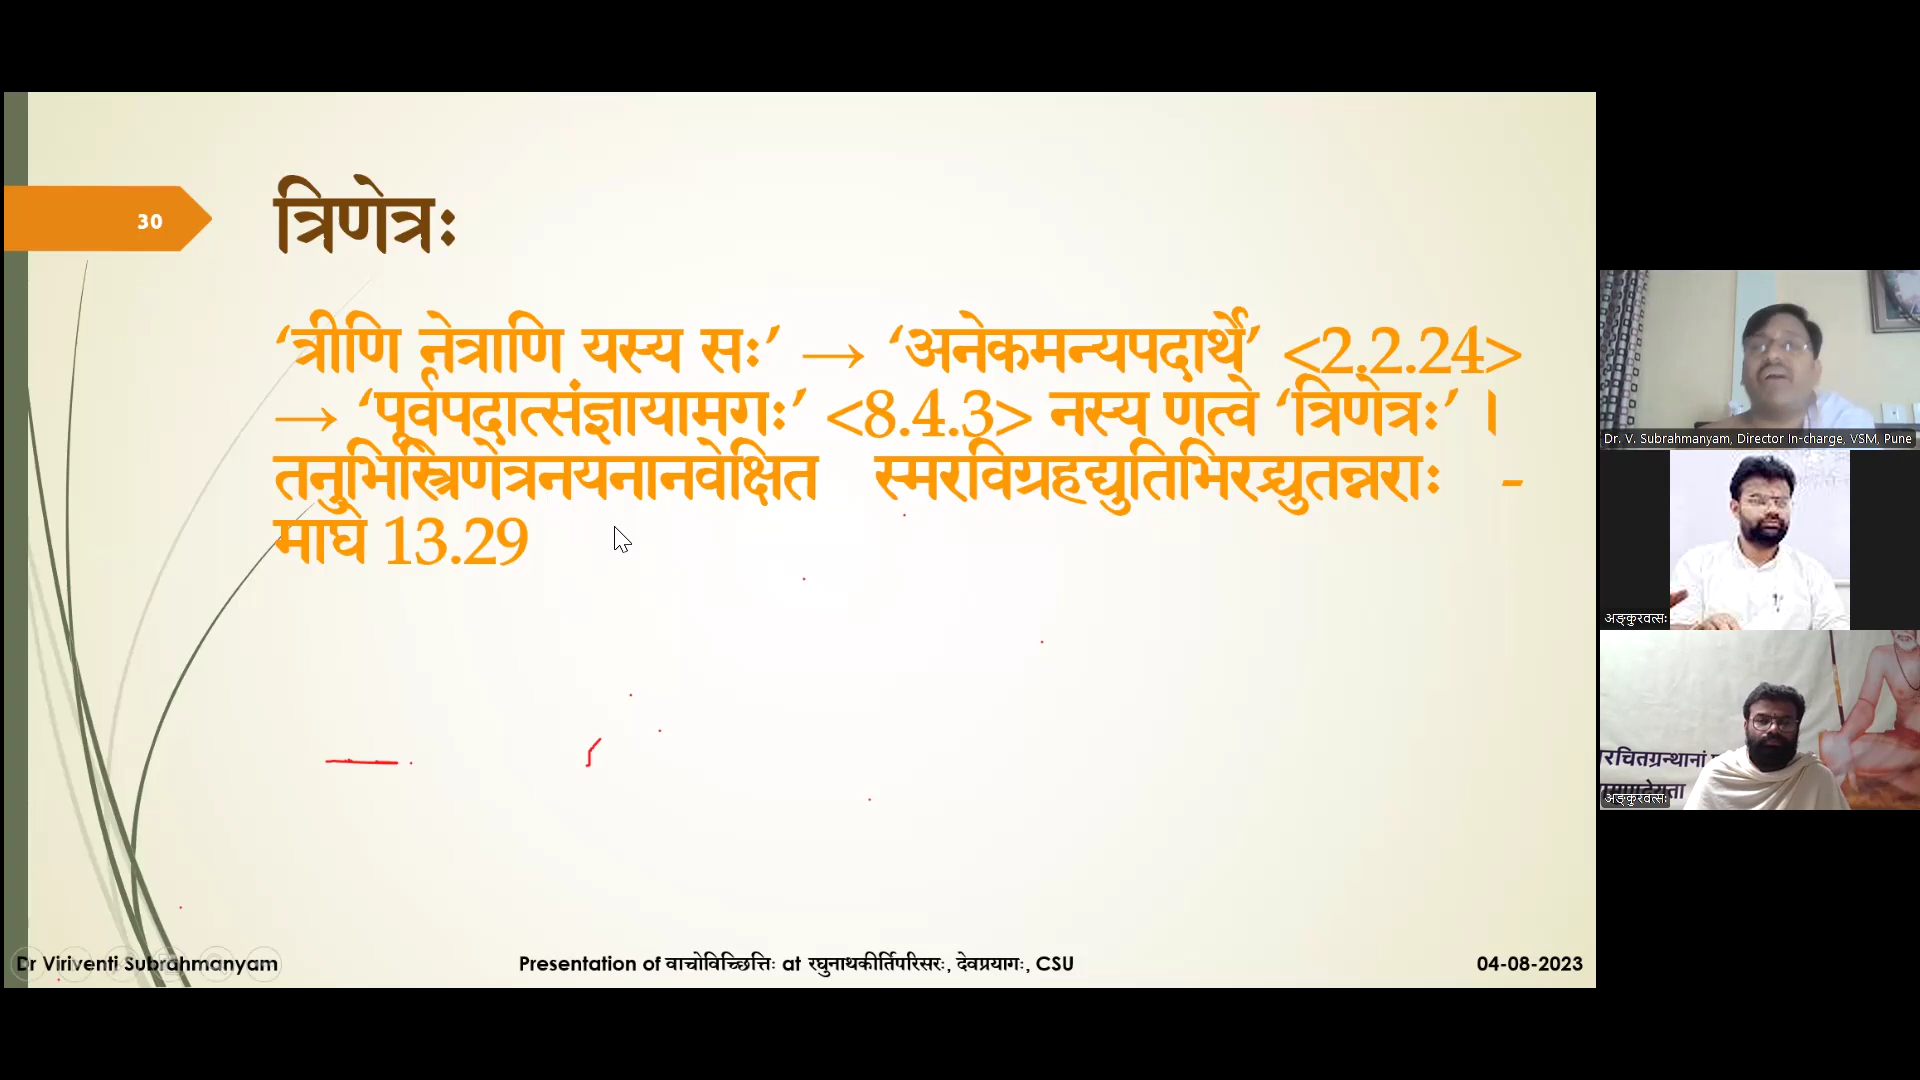 30
त्रिणेत्रः
‘त्रीणि नेत्राणि यस्य सः’ → ‘अनेकमन्यपदार्थे’ <2.2.24>
→ ‘पूर्वपदात्संज्ञायामगः’ <8.4.3> नस्य णत्वे ‘त्रिणेत्रः’ ।
तनुभिस्त्रिणेत्रनयनानवेक्षित स्मरविग्रहद्युतिभिरद्युतन्नराः -
माघे 13.29
Dr Viriventi Subrahmanyam
Presentation of वाचोविच्छित्तिः at रघुनाथकीर्तिपरिसरः, देवप्रयागः, CSU
04-08-2023
Dr. V. Subrahmanyam, Director In-charge, VSM, Pune
अङ्कुरवत्सः
रचितग्रन्थानां
अङ्कुरवत्सः